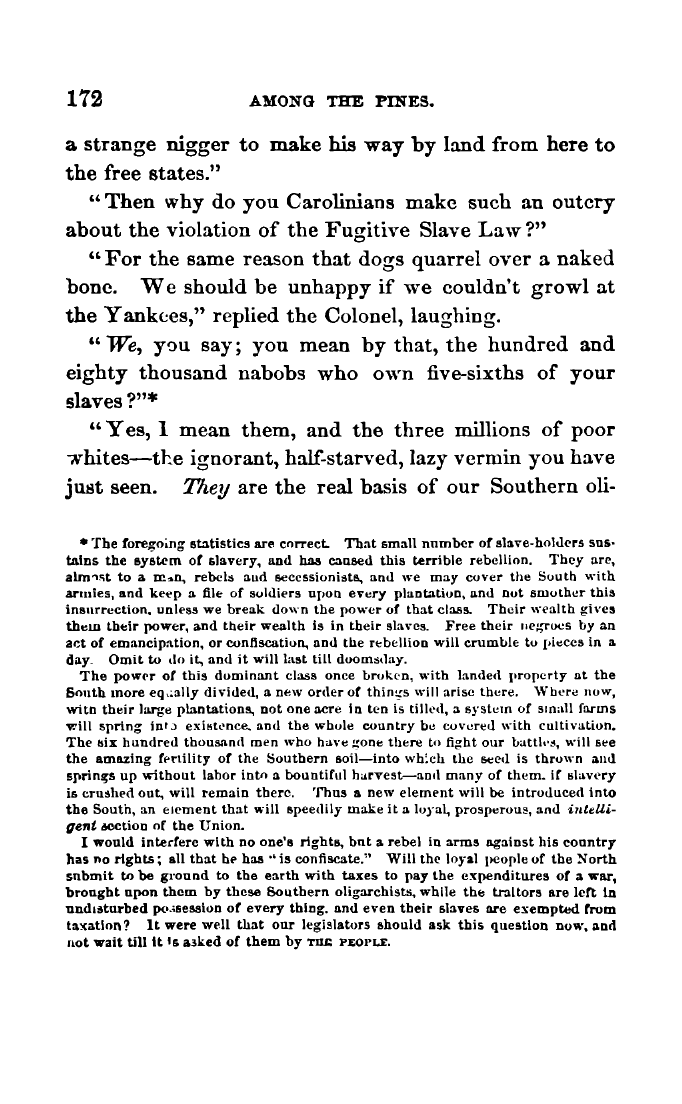 172 AMONG THE PINES.
a strange nigger to make his way by land from here to
the free states.”
“Then why do you Carolinians make such an outcry
about the violation of the Fugitive Slave Law?”
“For the same reason that dogs quarrel over a naked
bone. We should be unhappy if we couldn't growl at
the Yankees,” replied the Colonel, laughing.
“We, you say; you mean by that, the hundred and
eighty thousand nabobs who own five-sixths of your
slaves?”*
“Yes, I mean them, and the three millions of poor
whites—the ignorant, half-starved, lazy vermin you have
just seen. They are the real basis of our Southern oli-
* The foregoing statistics are correct. That small number of slave-holders sus-
tains the system of slavery, and has caused this terrible rebellion. They are,
almost to a man, rebels and secessionists, and we may cover the South with
armies, and keep a file of soldiers upon every plantation, and not smother this
insurrection, unless we break down the power of that class. Their wealth gives
them their power, and their wealth is in their slaves. Free their negroes by an
act of emancipation, or confiscation, and the rebellion will crumble to pieces in a
day. Omit to do it, and it will last till doomsday.
The power of this dominant class once broken, with landed property at the
South more equally divided, a new order of things will arise there. Where now,
with their large plantations, not one acre in ten is tilled, a system of small farms
will spring into existence, and the whole country be covered with cultivation.
The six hundred thousand men who have gone there to fight our battles, will see
the amazing fertility of the Southern soil—into which the seed is thrown and
springs up without labor into a bountiful harvest—and many of them, if slavery
is crushed out, will remain there. Thus a new element will be introduced into
the South, an element that will speedily make it a loyal, prosperous, and intelli-
gent section of the Union.
I would interfere with no one's rights, but a rebel in arms against his country
has no rights; all that he has “is confiscate.” Will the loyal people of the North
submit to be ground to the earth with taxes to pay the expenditures of a war,
brought upon them by these Southern oligarchists, while the traitors are left in
undisturbed possession of every thing, and even their slaves are exempted from
taxation? It were well that our legislators should ask this question now, and
not wait till it is asked of them by THE PEOPLE.